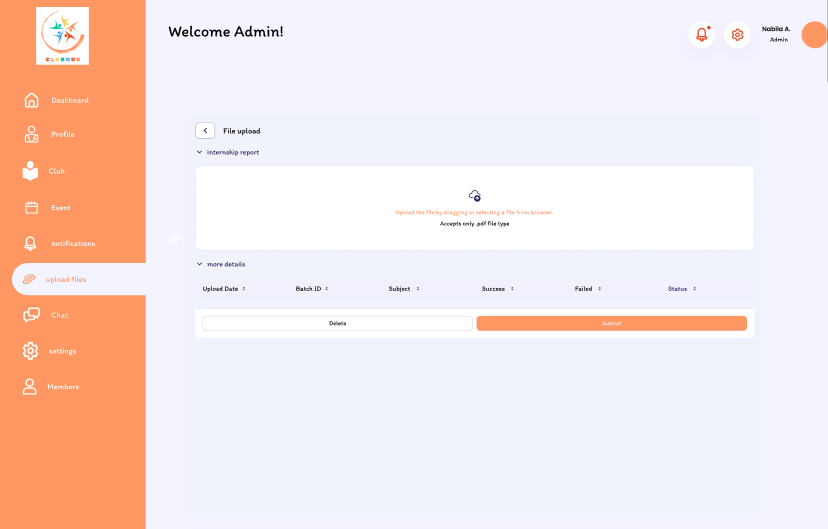 Welcome Admin!
Nabila A.
Admin
CLUBHUB
Dashboard
Profile
Club
Event
notifications
upload files
Chat
settings
Members
File upload
internship report
Upload the file by dragging or selecting a file from browser.
Accepts only .pdf file type
more details
Upload Date Batch ID Subject Success Failed Status
Delete Submit